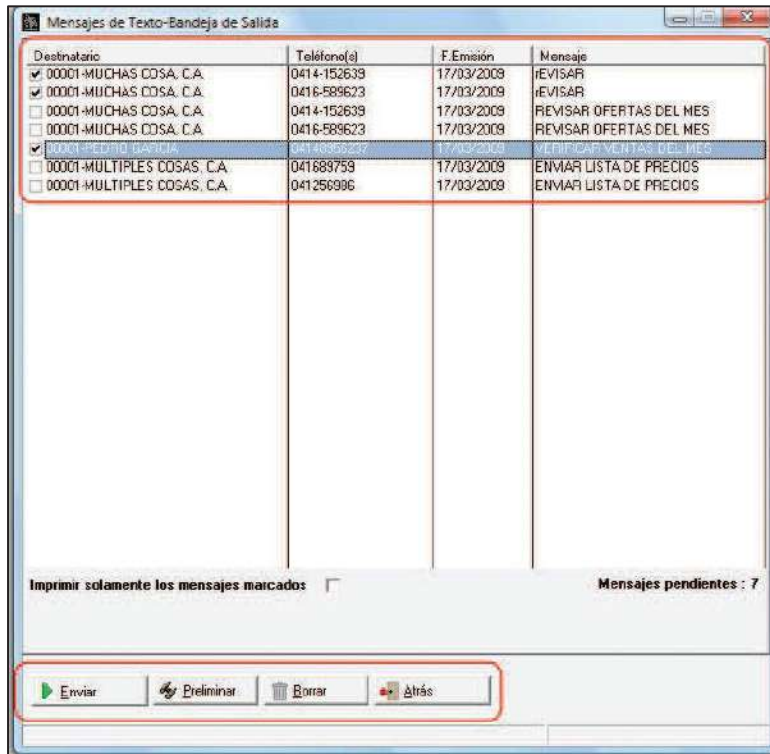 Mensajes de Texto-Bandeja de Salida
Destinatario Teléfono(s) F.Emisión Mensaje
00001-MUCHAS COSA, C.A. 0414-152639 17/03/2009 rEVISAR
00001-MUCHAS COSA, C.A. 0416-589623 17/03/2009 rEVISAR
00001-MUCHAS COSA, C.A. 0414-152639 17/03/2009 REVISAR OFERTAS DEL MES
00001-MUCHAS COSA, C.A. 0416-589623 17/03/2009 REVISAR OFERTAS DEL MES
00001-PEDRO GARCIA 17/03/2009 VERIFICAR VENTAS DEL MES
00001-MULTIPLES COSAS, C.A. 041689759 17/03/2009 ENVIAR LISTA DE PRECIOS
00001-MULTIPLES COSAS, C.A. 041256986 17/03/2009 ENVIAR LISTA DE PRECIOS
Imprimir solamente los mensajes marcados Mensajes pendientes : 7
Enviar Preliminar Borrar Atrás